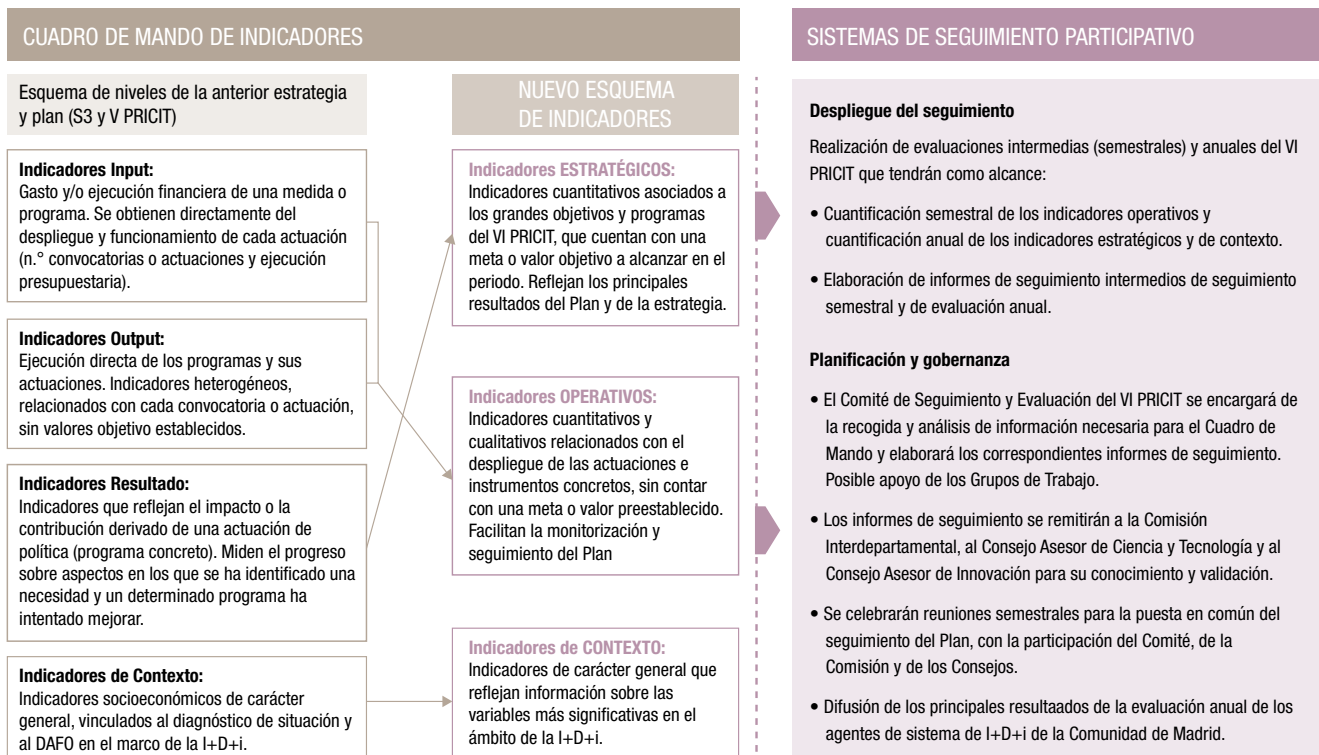 CUADRO DE MANDO DE INDICADORES
Esquema de niveles de la anterior estrategia
y plan (S3 y V PRICIT)
Indicadores Input:
Gasto y/o ejecución financiera de una medida o
programa. Se obtienen directamente del
despliegue y funcionamiento de cada actuación
(n.° convocatorias o actuaciones y ejecución
presupuestaria).
Indicadores Output:
Ejecución directa de los programas y sus
actuaciones. Indicadores heterogéneos,
relacionados con cada convocatoria o actuación,
sin valores objetivo establecidos.
Indicadores Resultado:
Indicadores que reflejan el impacto o la
contribución derivado de una actuación de
política (programa concreto). Miden el progreso
sobre aspectos en los que se ha identificado una
necesidad y un determinado programa ha
intentado mejorar.
Indicadores de Contexto:
Indicadores socioeconómicos de carácter
general, vinculados al diagnóstico de situación y
al DAFO en el marco de la I+D+i.
NUEVO ESQUEMA
DE INDICADORES
Indicadores ESTRATÉGICOS:
Indicadores cuantitativos asociados a
los grandes objetivos y programas
del VI PRICIT, que cuentan con una
meta o valor objetivo a alcanzar en el
periodo. Reflejan los principales
resultados del Plan y de la estrategia.
Indicadores OPERATIVOS:
Indicadores cuantitativos y
cualitativos relacionados con el
despliegue de las actuaciones e
instrumentos concretos, sin contar
con una meta o valor preestablecido.
Facilitan la monitorización y
seguimiento del Plan
Indicadores de CONTEXTO:
Indicadores de carácter general que
reflejan información sobre las
variables más significativas en el
ámbito de la I+D+i.
SISTEMAS DE SEGUIMIENTO PARTICIPATIVO
Despliegue del seguimiento
Realización de evaluaciones intermedias (semestrales) y anuales del VI
PRICIT que tendrán como alcance:
• Cuantificación semestral de los indicadores operativos y
cuantificación anual de los indicadores estratégicos y de contexto.
• Elaboración de informes de seguimiento intermedios de seguimiento
semestral y de evaluación anual.
Planificación y gobernanza
• El Comité de Seguimiento y Evaluación del VI PRICIT se encargará de
la recogida y análisis de información necesaria para el Cuadro de
Mando y elaborará los correspondientes informes de seguimiento.
Posible apoyo de los Grupos de Trabajo.
• Los informes de seguimiento se remitirán a la Comisión
Interdepartamental, al Consejo Asesor de Ciencia y Tecnología y al
Consejo Asesor de Innovación para su conocimiento y validación.
• Se celebrarán reuniones semestrales para la puesta en común del
seguimiento del Plan, con la participación del Comité, de la
Comisión y de los Consejos.
• Difusión de los principales resultaados de la evaluación anual de los
agentes de sistema de I+D+i de la Comunidad de Madrid.